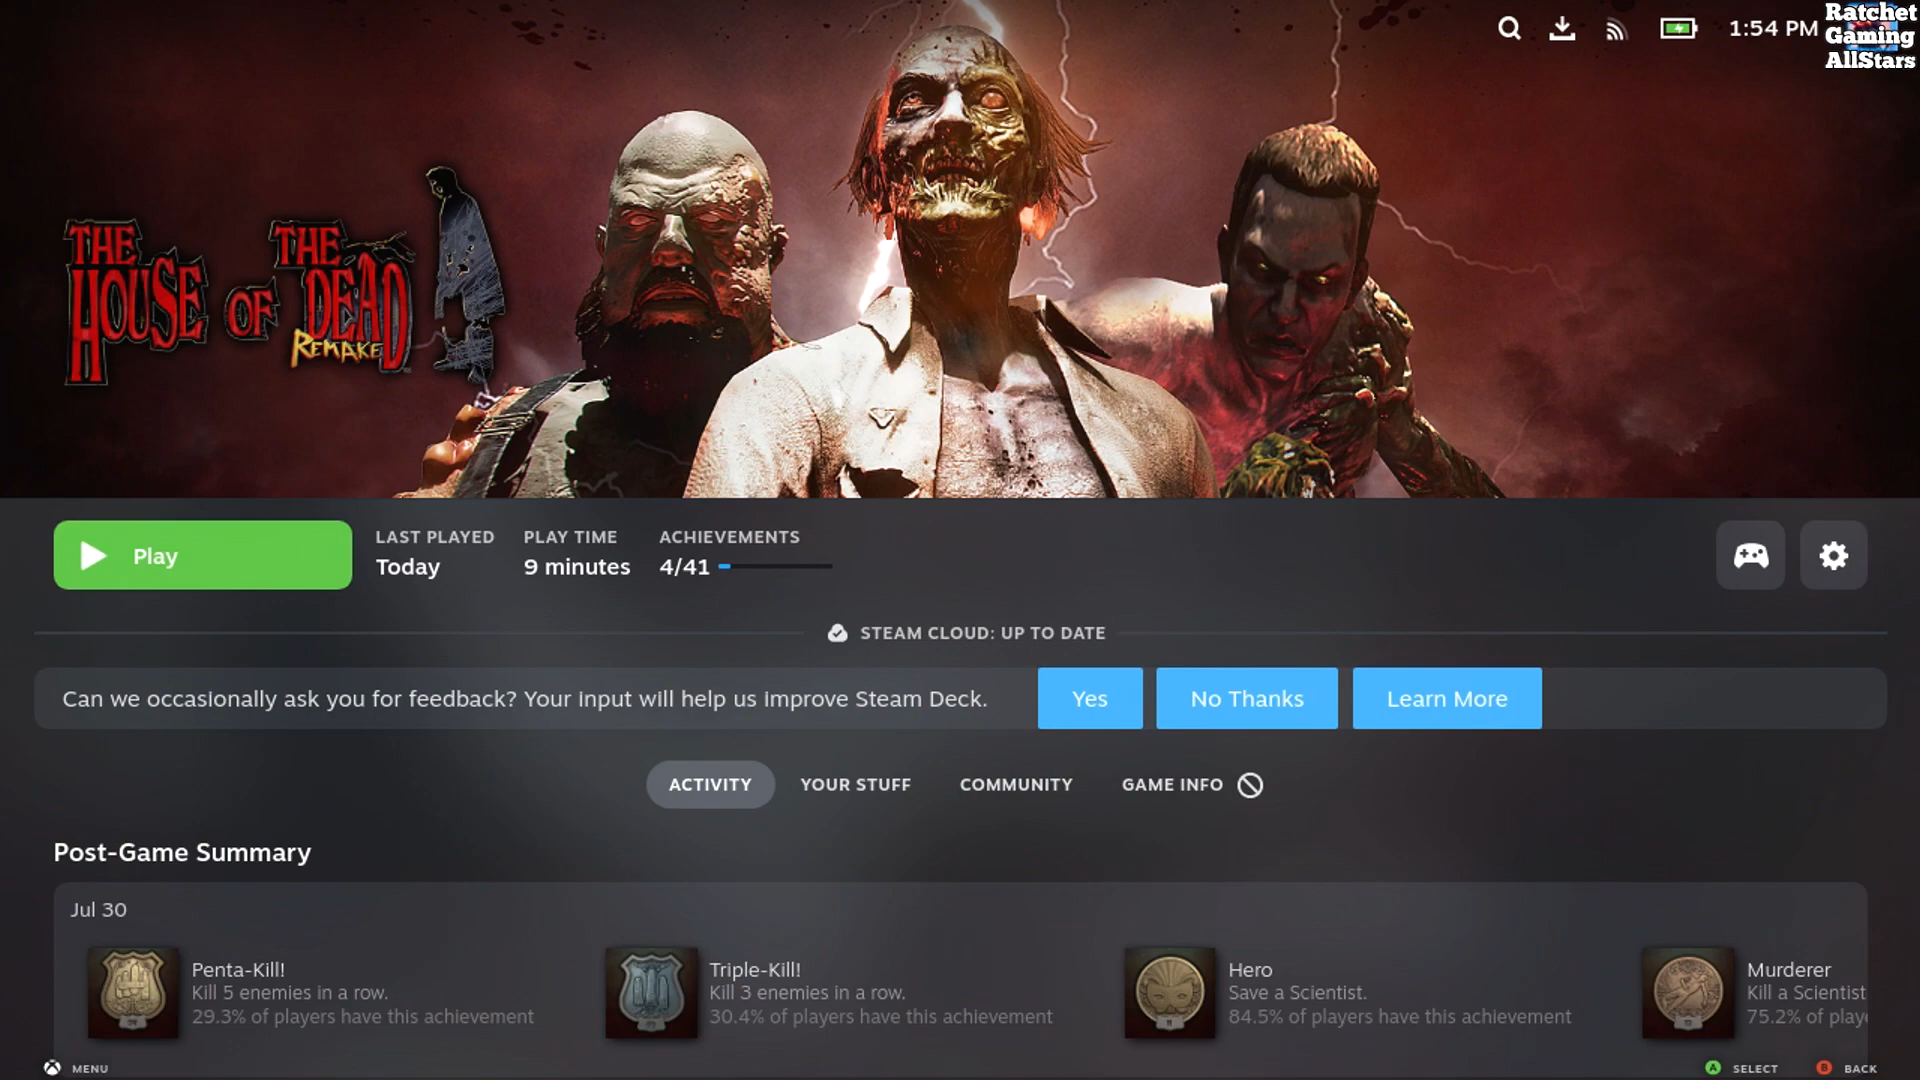 1:54 PM
Ratchet
Gaming
AllStars
THE HOUSE OF THE DEAD
REMAKE
Play
LAST PLAYED
Today
PLAY TIME
9 minutes
ACHIEVEMENTS
4/41
STEAM CLOUD: UP TO DATE
Can we occasionally ask you for feedback? Your input will help us improve Steam Deck.
Yes
No Thanks
Learn More
ACTIVITY
YOUR STUFF
COMMUNITY
GAME INFO
Post-Game Summary
Jul 30
Penta-Kill!
Kill 5 enemies in a row.
29.3% of players have this achievement
Triple-Kill!
Kill 3 enemies in a row.
30.4% of players have this achievement
Hero
Save a Scientist.
84.5% of players have this achievement
Murderer
Kill a Scientist
75.2% of playe
MENU
A SELECT
B BACK